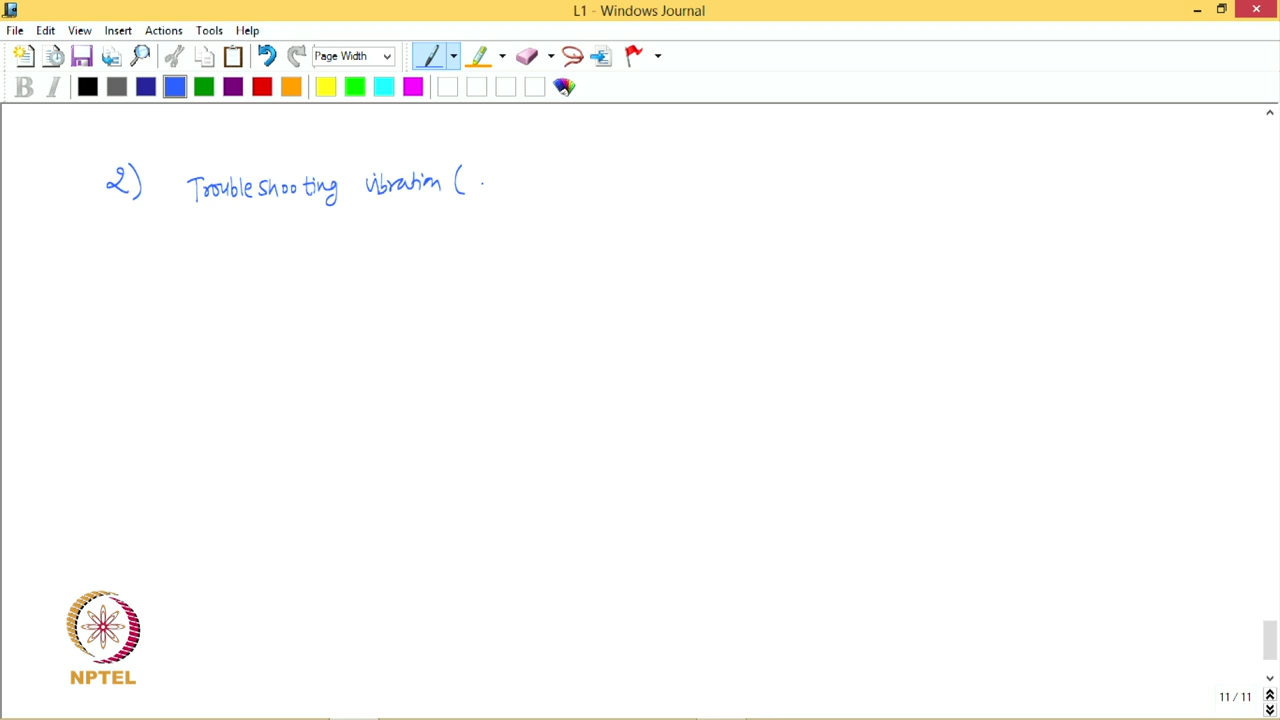 L1 - Windows Journal
File Edit View Insert Actions Tools Help
Page Width
B I
2) Troubleshooting vibration (
NPTEL
11 / 11